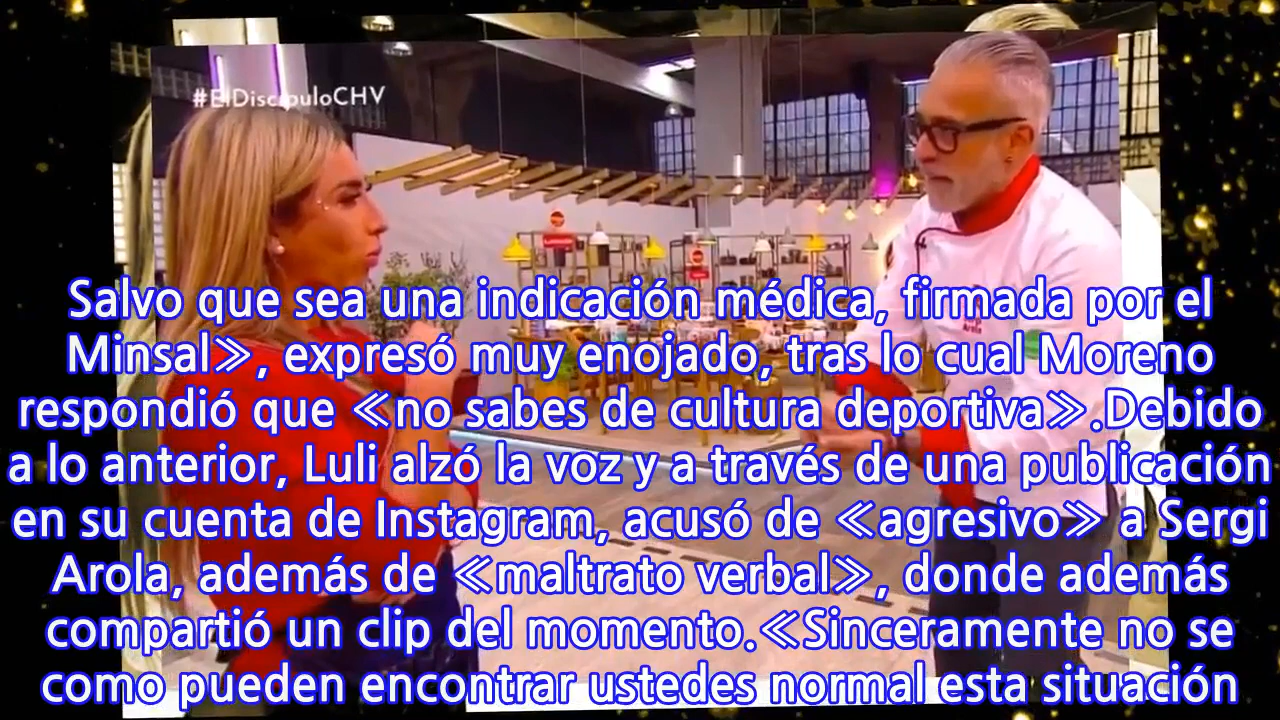 #ElDiscípuloCHV
Arola
Salvo que sea una indicación médica, firmada por el
Minsal≫, expresó muy enojado, tras lo cual Moreno
respondió que ≪no sabes de cultura deportiva≫.Debido
a lo anterior, Luli alzó la voz y a través de una publicación
en su cuenta de Instagram, acusó de ≪agresivo≫ a Sergi
Arola, además de ≪maltrato verbal≫, donde además
compartió un clip del momento.≪Sinceramente no se
como pueden encontrar ustedes normal esta situación